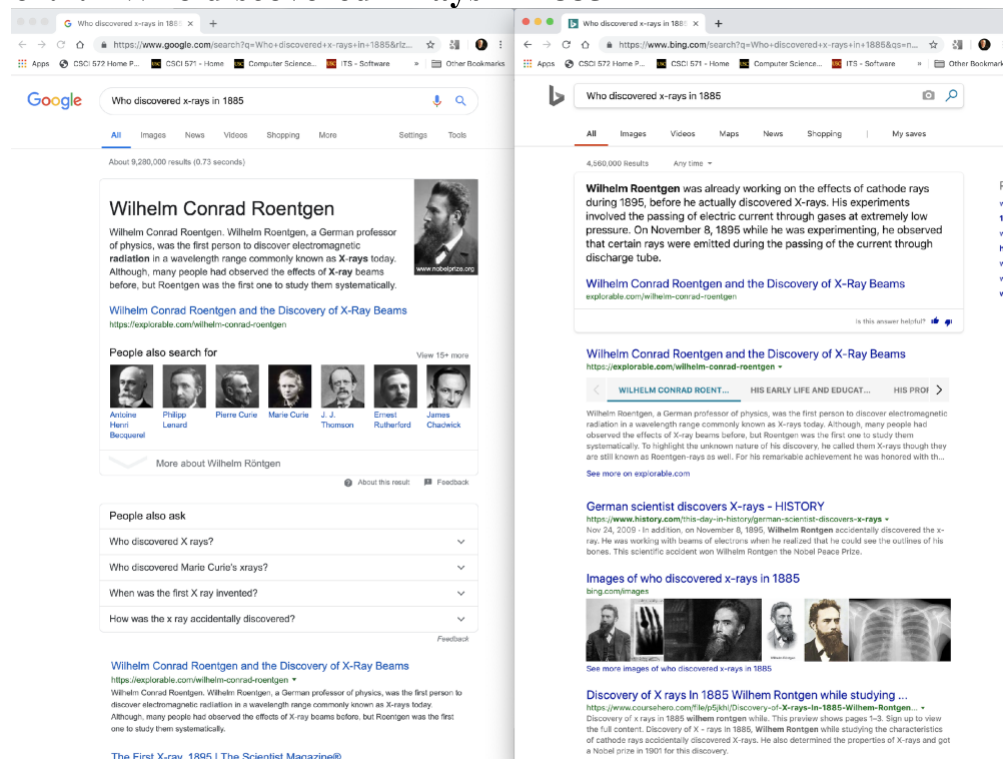 Who discovered x-rays in 188
https://www.google.com/search?q=Who+discovered+x-rays+in+1885&rlz...
Apps CSCI 572 Home P... CSCI 571 - Home Computer Science... ITS - Software » Other Bookmarks
Google
Who discovered x-rays in 1885
All Images News Videos Shopping More Settings Tools
About 9,280,000 results (0.73 seconds)
Wilhelm Conrad Roentgen
Wilhelm Conrad Roentgen. Wilhelm Roentgen, a German professor
of physics, was the first person to discover electromagnetic
radiation in a wavelength range commonly known as X-rays today.
Although, many people had observed the effects of X-ray beams
before, but Roentgen was the first one to study them systematically.
www.nobelprize.org
Wilhelm Conrad Roentgen and the Discovery of X-Ray Beams
https://explorable.com/wilhelm-conrad-roentgen
People also search for View 15+ more
Antoine Henri Becquerel
Philipp Lenard
Pierre Curie
Marie Curie
J. J. Thomson
Ernest Rutherford
James Chadwick
More about Wilhelm Röntgen
About this result Feedback
People also ask
Who discovered X rays?
Who discovered Marie Curie's xrays?
When was the first X ray invented?
How was the x ray accidentally discovered?
Feedback
Wilhelm Conrad Roentgen and the Discovery of X-Ray Beams
https://explorable.com/wilhelm-conrad-roentgen
Wilhelm Conrad Roentgen. Wilhelm Roentgen, a German professor of physics, was the first person to
discover electromagnetic radiation in a wavelength range commonly known as X-rays today.
Although, many people had observed the effects of X-ray beams before, but Roentgen was the first
one to study them systematically.
The First X-ray, 1895 | The Scientist Magazine®
Who discovered x-rays in 188
https://www.bing.com/search?q=Who+discovered+x-rays+in+1885&qs=n...
Apps CSCI 572 Home P... CSCI 571 - Home Computer Science... ITS - Software » Other Bookmark
Who discovered x-rays in 1885
All Images Videos Maps News Shopping | My saves
4,560,000 Results Any time
Wilhelm Roentgen was already working on the effects of cathode rays
during 1895, before he actually discovered X-rays. His experiments
involved the passing of electric current through gases at extremely low
pressure. On November 8, 1895 while he was experimenting, he observed
that certain rays were emitted during the passing of the current through
discharge tube.
Wilhelm Conrad Roentgen and the Discovery of X-Ray Beams
explorable.com/wilhelm-conrad-roentgen
Is this answer helpful?
Wilhelm Conrad Roentgen and the Discovery of X-Ray Beams
https://explorable.com/wilhelm-conrad-roentgen
WILHELM CONRAD ROENT... HIS EARLY LIFE AND EDUCAT... HIS PROF
Wilhelm Roentgen, a German professor of physics, was the first person to discover electromagnetic
radiation in a wavelength range commonly known as X-rays today. Although, many people had
observed the effects of X-ray beams before, but Roentgen was the first one to study them
systematically. To highlight the unknown nature of his discovery, he called them X-rays though they
are still known as Roentgen-rays as well. For his remarkable achievement he was honored with th...
See more on explorable.com
German scientist discovers X-rays - HISTORY
https://www.history.com/this-day-in-history/german-scientist-discovers-x-rays
Nov 24, 2009 · In addition, on November 8, 1895, Wilhelm Rontgen accidentally discovered the x-
ray. He was working with beams of electrons when he realized that he could see the outlines of his
bones. This scientific accident won Wilhelm Rontgen the Nobel Peace Prize.
Images of who discovered x-rays in 1885
bing.com/images
See more images of who discovered x-rays in 1885
Discovery of X rays In 1885 Wilhem Rontgen while studying ...
https://www.coursehero.com/file/p5jkhl/Discovery-of-X-rays-In-1885-Wilhem-Rontgen...
Discovery of x rays in 1885 wilhem rontgen while. This preview shows pages 1–3. Sign up to view
the full content. Discovery of X - rays In 1885, Wilhem Rontgen while studying the characteristics
of cathode rays accidentally discovered X-rays. He also determined the properties of X-rays and got
a Nobel prize in 1901 for this discovery.